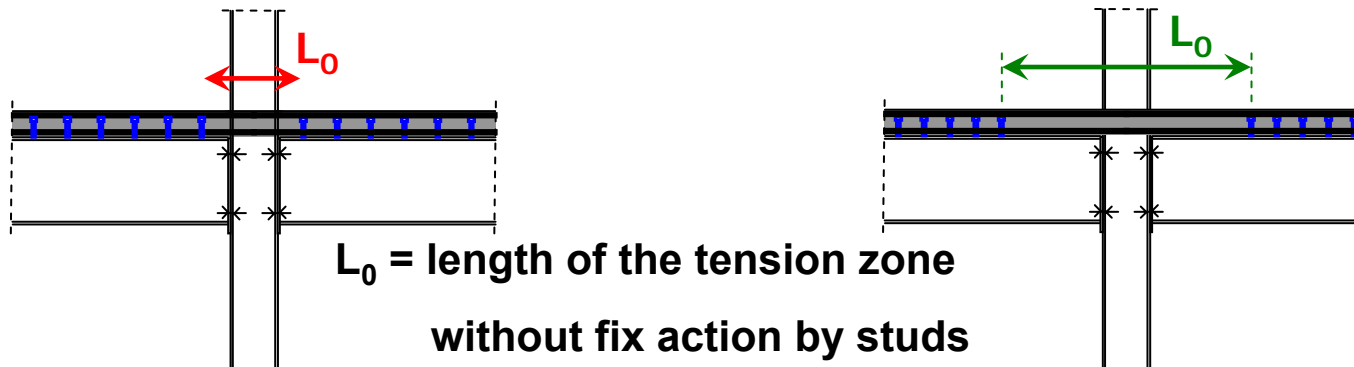 L₀
L₀
L₀ = length of the tension zone
without fix action by studs